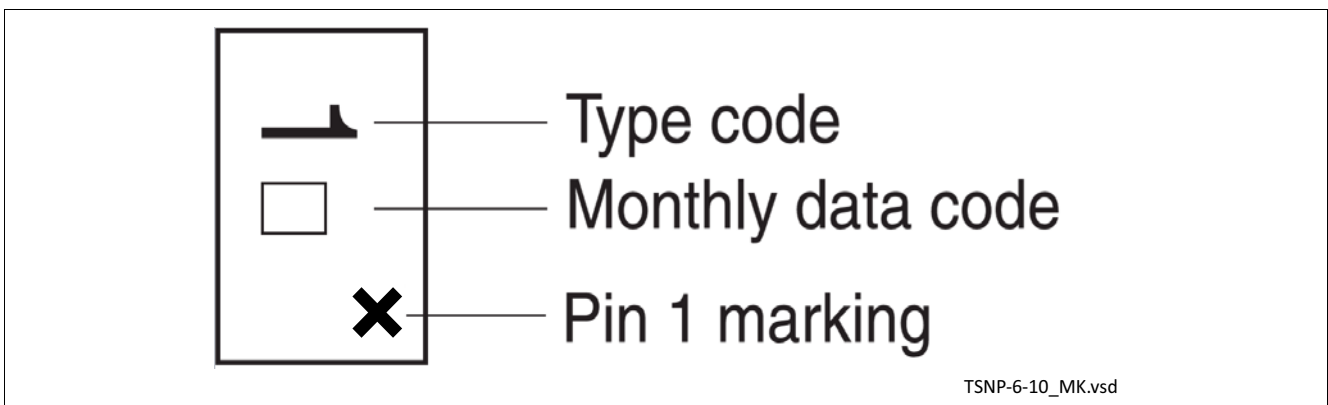 Type code
Monthly data code
Pin 1 marking
TSNP-6-10_MK.vsd